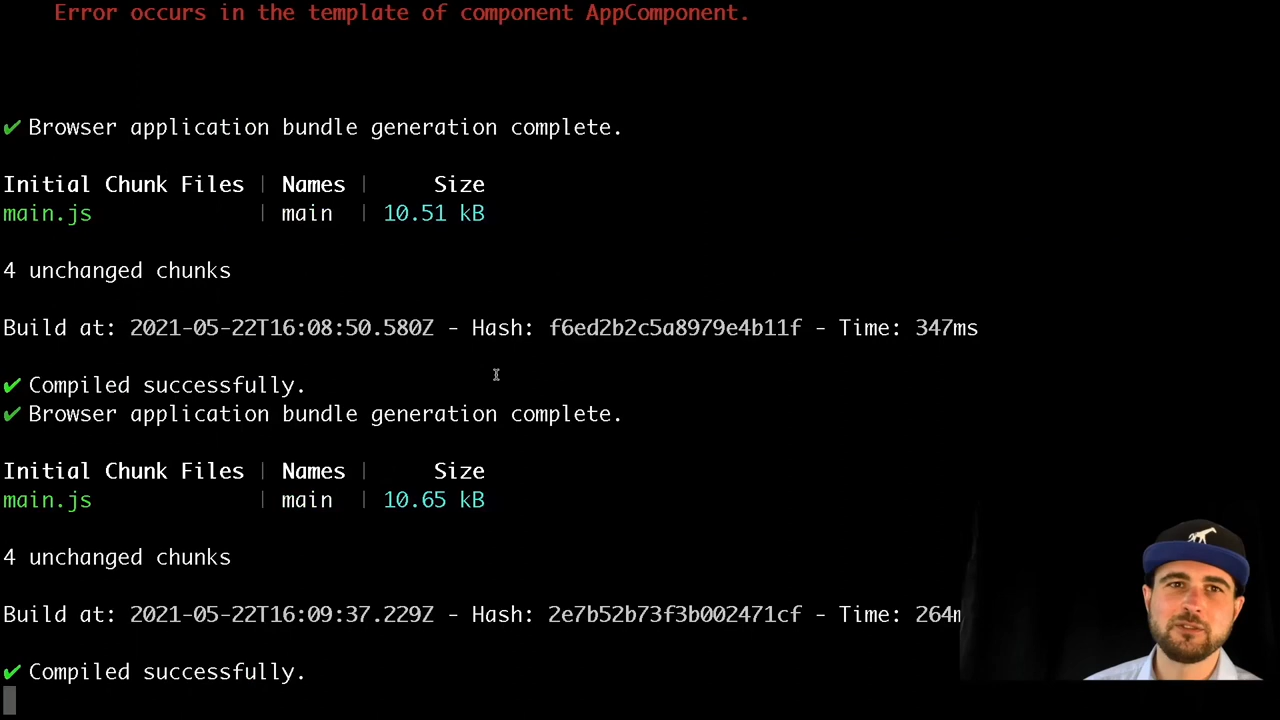 Error occurs in the template of component AppComponent.
✔ Browser application bundle generation complete.
Initial Chunk Files | Names | Size
main.js | main | 10.51 kB
4 unchanged chunks
Build at: 2021-05-22T16:08:50.580Z - Hash: f6ed2b2c5a8979e4b11f - Time: 347ms
✔ Compiled successfully.
✔ Browser application bundle generation complete.
Initial Chunk Files | Names | Size
main.js | main | 10.65 kB
4 unchanged chunks
Build at: 2021-05-22T16:09:37.229Z - Hash: 2e7b52b73f3b002471cf - Time: 264m
✔ Compiled successfully.